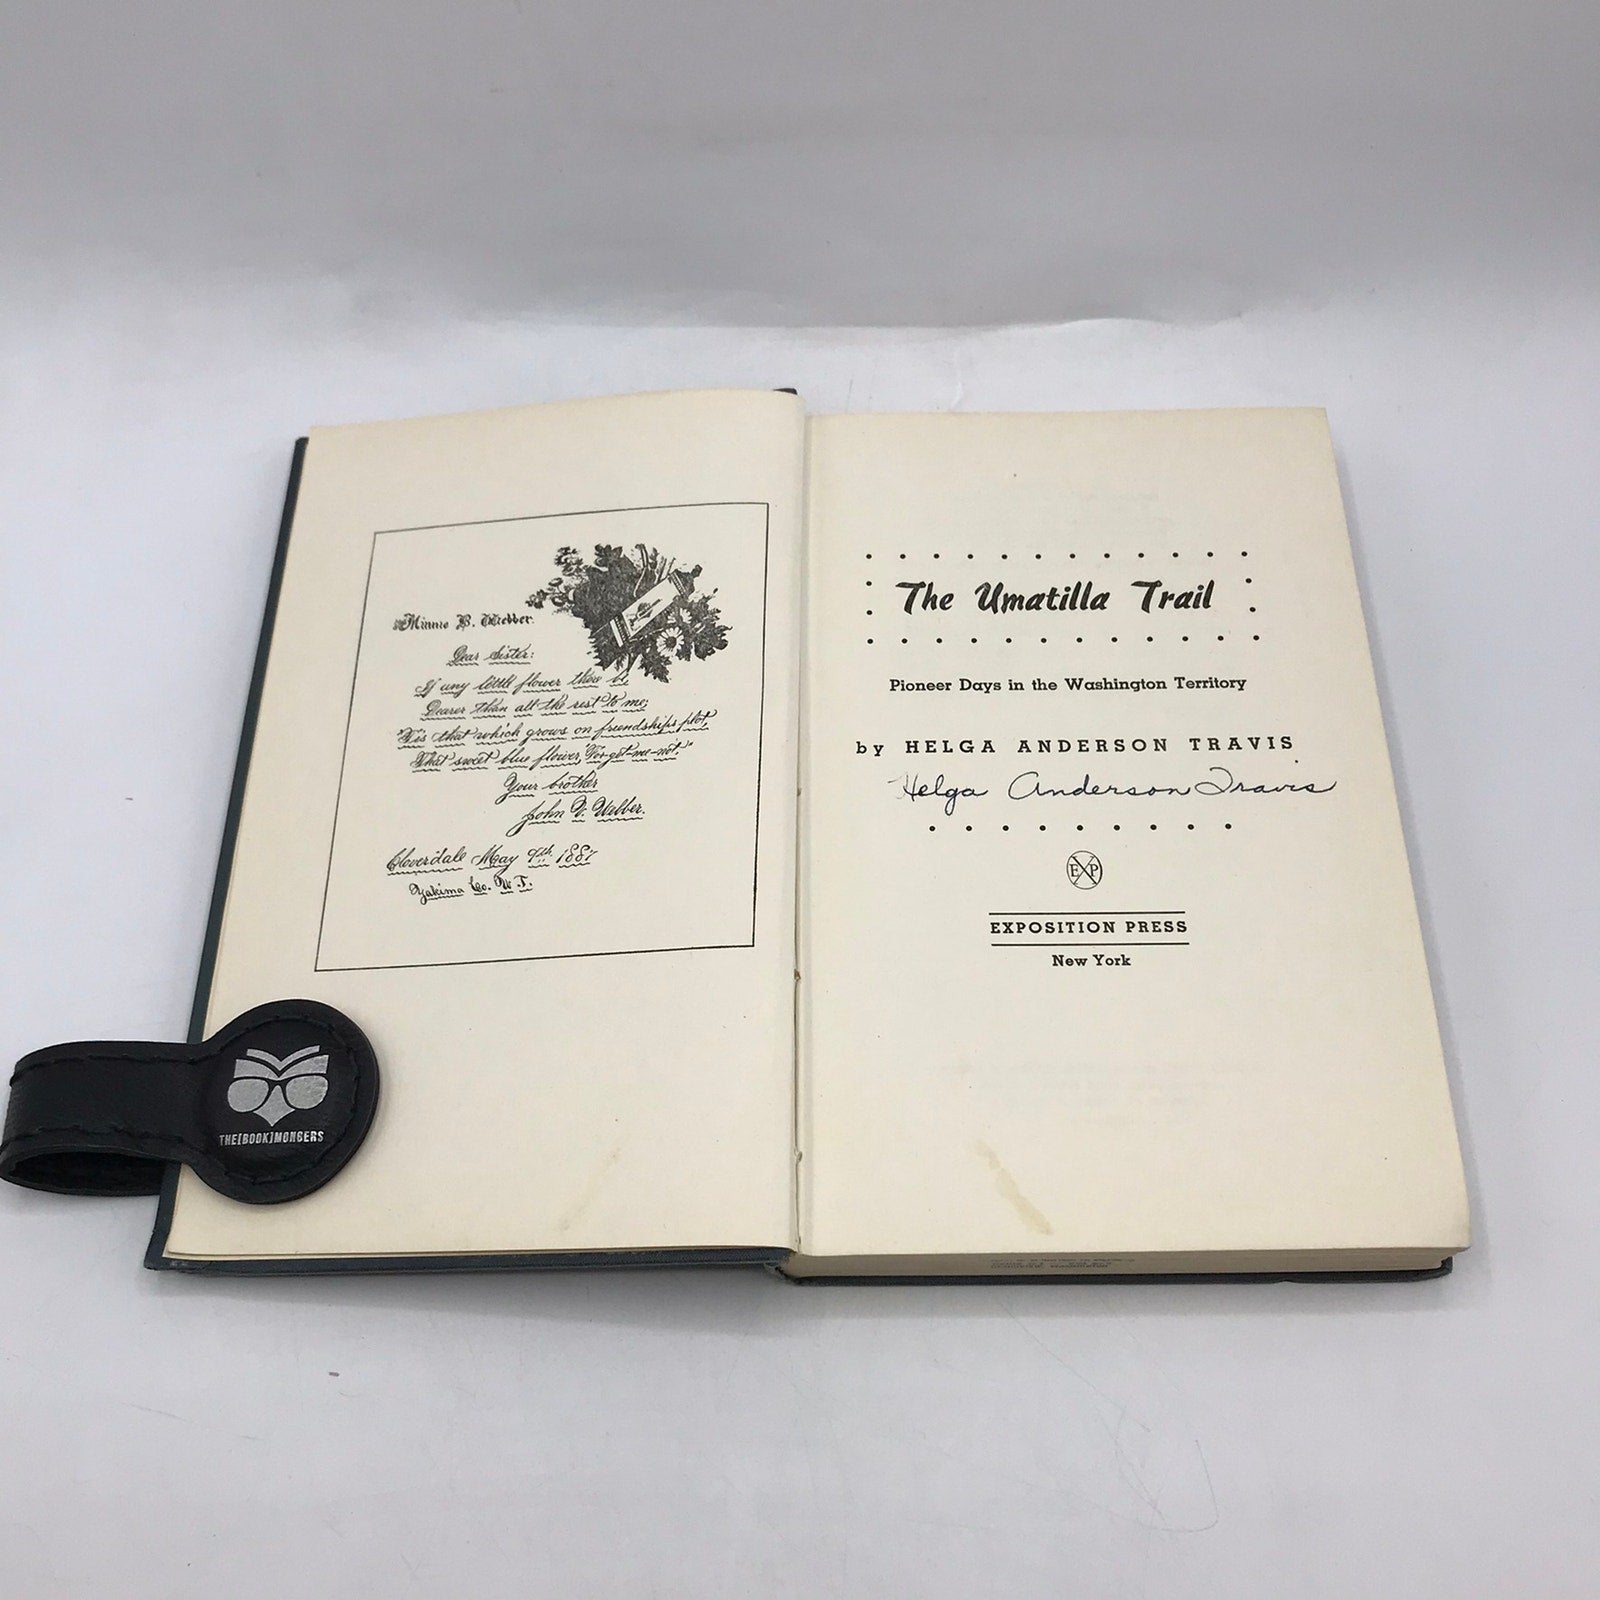 Minnie B. Webber.
Dear Sister:
If any little flower there be,
Dearer than all the rest to me;
'Tis that which grows on friendship's plot,
That sweet blue flower, "For-get-me-not."
Your brother
John V. Webber.
Cloverdale May 9th 1887
Yakima Co. W. T.
THE[BOOK]MONGERS
The Umatilla Trail
Pioneer Days in the Washington Territory
by HELGA ANDERSON TRAVIS
Helga Anderson Travis
EXP
EXPOSITION PRESS
New York